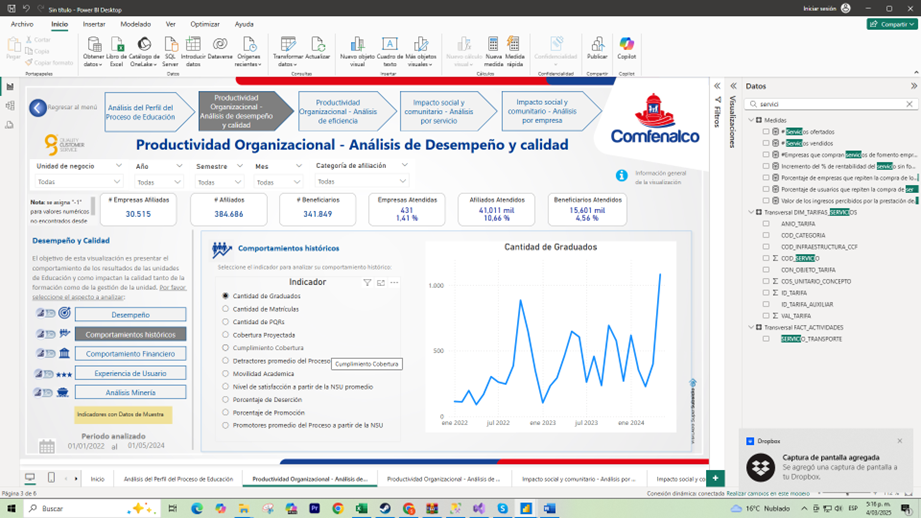 Sin título - Power BI Desktop
Buscar
Iniciar sesión
Archivo Inicio Insertar Modelado Ver Optimizar Ayuda
Compartir
Pegar
Cortar
Copiar
Copiar formato
Obtener datos
Libro de Excel
Catálogo de OneLake
SQL Server
Introducir datos
Dataverse
Orígenes recientes
Transformar datos
Actualizar
Nuevo objeto visual
Cuadro de texto
Más objetos visuales
Nuevo cálculo visual
Nueva medida
Medida rápida
Confidencialidad
Publicar
Copilot
Portapapeles
Datos
Consultas
Insertar
Cálculos
Confidencialidad
Compartir
Copilot
Regresar al menú
Análisis del Perfil del
Proceso de Educación
Productividad
Organizacional -
Análisis de desempeño
y calidad
Productividad
Organizacional - Análisis
de eficiencia
Impacto social y
comunitario - Análisis
por servicio
Impacto social y
comunitario - Análisis
por empresa
Comfenalco
QUALITY
CUSTOMER
SERVICE
Productividad Organizacional - Análisis de Desempeño y calidad
Unidad de negocio
Todas
Año
Todas
Semestre
Todas
Mes
Todas
Categoría de afiliación
Todas
Información general
de la visualización
Nota: se asigna "-1"
para valores numéricos
no encontrados desde
# Empresas Afiliadas
30.515
# Afiliados
384.686
# Beneficiarios
341.849
Empresas Atendidas
431
1,41 %
Afiliados Atendidos
41,011 mil
10,66 %
Beneficiarios Atendidos
15,601 mil
4,56 %
Desempeño y Calidad
El objetivo de esta visualización es presentar
el comportamiento de los resultados de las unidades
de Educación y como impactan la calidad tanto de la
formación como de la gestión de la unidad. Por favor
seleccione el aspecto a analizar:
Desempeño
Comportamientos históricos
Comportamiento Financiero
Experiencia de Usuario
Análisis Minería
Indicadores con Datos de Muestra
Periodo analizado
01/01/2022 al 01/05/2024
Comportamientos históricos
Seleccione el indicador para analizar su comportamiento histórico:
Indicador
Cantidad de Graduados
Cantidad de Matrículas
Cantidad de PQRs
Cobertura Proyectada
Cumplimiento Cobertura
Detractores promedio del Proceso
Cumplimiento Cobertura
Movilidad Academica
Nivel de satisfacción a partir de la NSU promedio
Porcentaje de Deserción
Porcentaje de Promoción
Promotores promedio del Proceso a partir de la NSU
Cantidad de Graduados
1.000
500
0
ene 2022 jul 2022 ene 2023 jul 2023 ene 2024
Filtros
Visualizaciones
Datos
servici
Medidas
#Servicios ofertados
#Servicios vendidos
#Empresas que compran servicios de fomento empr...
Incremento del % de rentabilidad del servicio sin fo...
Porcentaje de empresas que repiten la compra de lo...
Porcentaje de usuarios que repiten la compra de ser...
Valor de los ingresos percibidos por la prestación de...
Transversal DIM_TARIFAS_SERVICIOS
ANIO_TARIFA
COD_CATEGORIA
COD_INFRAESTRUCTURA_CCF
COD_SERVICIO
CON_OBJETO_TARIFA
COS_UNITARIO_CONCEPTO
ID_TARIFA
ID_TARIFA_AUXILIAR
VAL_TARIFA
Transversal FACT_ACTIVIDADES
SERVICIO_TRANSPORTE
Dropbox
Captura de pantalla agregada
Se agregó una captura de pantalla a
tu Dropbox.
Inicio
Análisis del Perfil del Proceso de Educación
Productividad Organizacional - Análisis de...
Productividad Organizacional - Análisis de ...
Impacto social y comunitario - Análisis por ...
Impacto social y co
Página 3 de 6
Conexión dinámica: conectada Realizar cambios en este modelo
Buscar
16°C Nublado
ESP
5:16 p. m.
4/03/2025